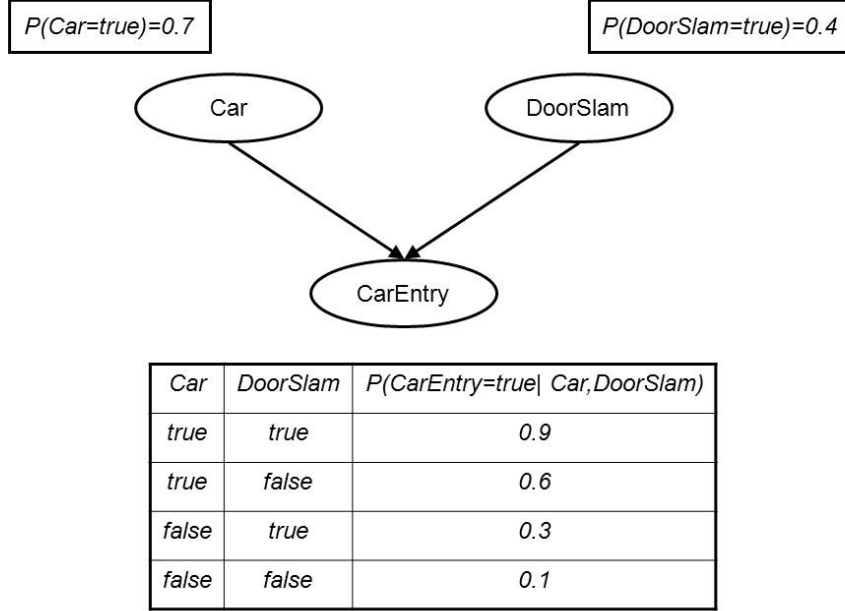 P(Car=true)=0.7
P(DoorSlam=true)=0.4
Car
DoorSlam
CarEntry
Car DoorSlam P(CarEntry=true| Car,DoorSlam)
true true 0.9
true false 0.6
false true 0.3
false false 0.1